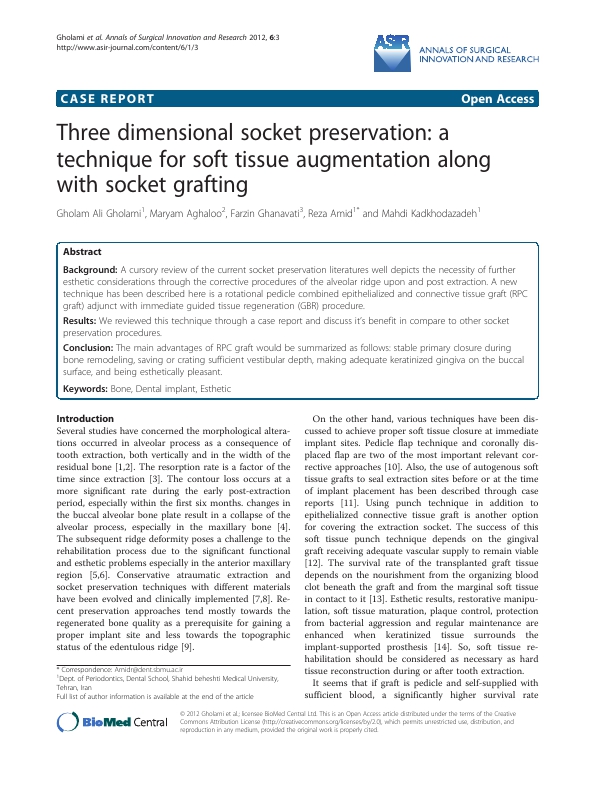 Gholami et al. Annals of Surgical Innovation and Research 2012, 6:3
http://www.asir-journal.com/content/6/1/3
ASIR
ANNALS OF SURGICAL
INNOVATION AND RESEARCH
CASE REPORT
Open Access
Three dimensional socket preservation: a
technique for soft tissue augmentation along
with socket grafting
Gholam Ali Gholami1, Maryam Aghaloo2, Farzin Ghanavati3, Reza Amid1* and Mahdi Kadkhodazadeh1
Abstract
Background: A cursory review of the current socket preservation literatures well depicts the necessity of further
esthetic considerations through the corrective procedures of the alveolar ridge upon and post extraction. A new
technique has been described here is a rotational pedicle combined epithelialized and connective tissue graft (RPC
graft) adjunct with immediate guided tissue regeneration (GBR) procedure.
Results: We reviewed this technique through a case report and discuss it's benefit in compare to other socket
preservation procedures.
Conclusion: The main advantages of RPC graft would be summarized as follows: stable primary closure during
bone remodeling, saving or crating sufficient vestibular depth, making adequate keratinized gingiva on the buccal
surface, and being esthetically pleasant.
Keywords: Bone, Dental implant, Esthetic
Introduction
Several studies have concerned the morphological altera-
tions occurred in alveolar process as a consequence of
tooth extraction, both vertically and in the width of the
residual bone [1,2]. The resorption rate is a factor of the
time since extraction [3]. The contour loss occurs at a
more significant rate during the early post-extraction
period, especially within the first six months. changes in
the buccal alveolar bone plate result in a collapse of the
alveolar process, especially in the maxillary bone [4].
The subsequent ridge deformity poses a challenge to the
rehabilitation process due to the significant functional
and esthetic problems especially in the anterior maxillary
region [5,6]. Conservative atraumatic extraction and
socket preservation techniques with different materials
have been evolved and clinically implemented [7,8]. Re-
cent preservation approaches tend mostly towards the
regenerated bone quality as a prerequisite for gaining a
proper implant site and less towards the topographic
status of the edentulous ridge [9].
* Correspondence: Amidr@dent.sbmu.ac.ir
1Dept. of Periodontics, Dental School, Shahid beheshti Medical University,
Tehran, Iran
Full list of author information is available at the end of the article
On the other hand, various techniques have been dis-
cussed to achieve proper soft tissue closure at immediate
implant sites. Pedicle flap technique and coronally dis-
placed flap are two of the most important relevant cor-
rective approaches [10]. Also, the use of autogenous soft
tissue grafts to seal extraction sites before or at the time
of implant placement has been described through case
reports [11]. Using punch technique in addition to
epithelialized connective tissue graft is another option
for covering the extraction socket. The success of this
soft tissue punch technique depends on the gingival
graft receiving adequate vascular supply to remain viable
[12]. The survival rate of the transplanted graft tissue
depends on the nourishment from the organizing blood
clot beneath the graft and from the marginal soft tissue
in contact to it [13]. Esthetic results, restorative manipu-
lation, soft tissue maturation, plaque control, protection
from bacterial aggression and regular maintenance are
enhanced when keratinized tissue surrounds the
implant-supported prosthesis [14]. So, soft tissue re-
habilitation should be considered as necessary as hard
tissue reconstruction during or after tooth extraction.
It seems that if graft is pedicle and self-supplied with
sufficient blood, a significantly higher survival rate
BioMed Central
© 2012 Gholami et al.; licensee BioMed Central Ltd. This is an Open Access article distributed under the terms of the Creative
Commons Attribution License (http://creativecommons.org/licenses/by/2.0), which permits unrestricted use, distribution, and
reproduction in any medium, provided the original work is properly cited.